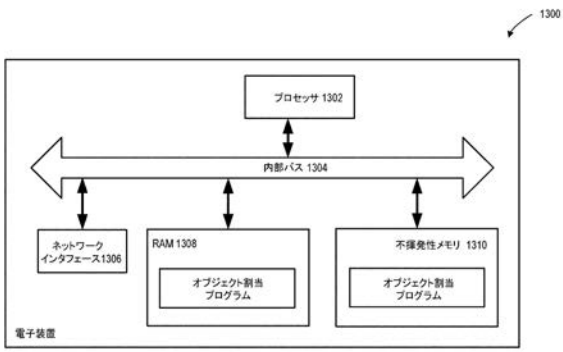 1300
プロセッサ 1302
内部バス 1304
ネットワーク
インタフェース1306
RAM 1308
オブジェクト割当
プログラム
不揮発性メモリ 1310
オブジェクト割当
プログラム
電子装置